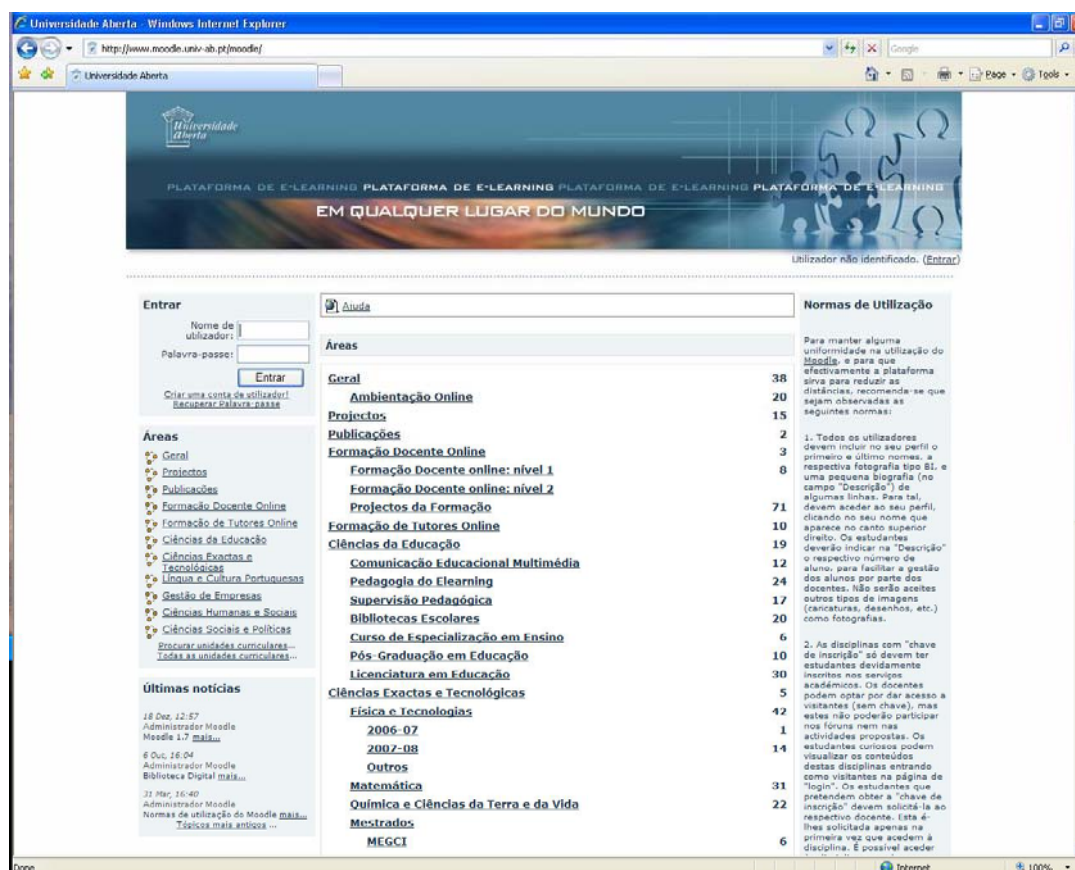 Universidade Aberta - Windows Internet Explorer
http://www.moodle.univ-ab.pt/moodle/
Google
Universidade Aberta
Page
Tools
Universidade
Aberta
PLATAFORMA DE E-LEARNING PLATAFORMA DE E-LEARNING PLATAFORMA DE E-LEARNING PLATAFORMA DE E-LEARNING
EM QUALQUER LUGAR DO MUNDO
Utilizador não identificado. (Entrar)
Entrar
Nome de
utilizador:
Palavra-passe:
Entrar
Criar uma conta de utilizador!
Recuperar Palavra-passe
Áreas
Geral
Projectos
Publicações
Formação Docente Online
Formação de Tutores Online
Ciências da Educação
Ciências Exactas e
Tecnológicas
Língua e Cultura Portuguesas
Gestão de Empresas
Ciências Humanas e Sociais
Ciências Sociais e Políticas
Procurar unidades curriculares...
Todas as unidades curriculares...
Últimas notícias
18 Dez, 12:57
Administrador Moodle
Moodle 1.7 mais...
6 Out, 16:04
Administrador Moodle
Biblioteca Digital mais...
31 Mar, 16:40
Administrador Moodle
Normas de utilização do Moodle mais...
Tópicos mais antigos ...
Ajuda
Áreas
Geral 38
Ambientação Online 20
Projectos 15
Publicações 2
Formação Docente Online 3
Formação Docente online: nível 1 8
Formação Docente online: nível 2
Projectos da Formação 71
Formação de Tutores Online 10
Ciências da Educação 19
Comunicação Educacional Multimédia 12
Pedagogia do Elearning 24
Supervisão Pedagógica 17
Bibliotecas Escolares 20
Curso de Especialização em Ensino 6
Pós-Graduação em Educação 10
Licenciatura em Educação 30
Ciências Exactas e Tecnológicas 5
Física e Tecnologias 42
2006-07 1
2007-08 14
Outros
Matemática 31
Química e Ciências da Terra e da Vida 22
Mestrados
MEGCI 6
Normas de Utilização
Para manter alguma
uniformidade na utilização do
Moodle, e para que
efectivamente a plataforma
sirva para reduzir as
distâncias, recomenda-se que
sejam observadas as
seguintes normas:
1. Todos os utilizadores
devem incluir no seu perfil o
primeiro e último nomes, a
respectiva fotografia tipo BI, e
uma pequena biografia (no
campo "Descrição") de
algumas linhas. Para tal,
devem aceder ao seu perfil,
clicando no seu nome que
aparece no canto superior
direito. Os estudantes
deverão indicar na "Descrição"
o respectivo número de
aluno, para facilitar a gestão
dos alunos por parte dos
docentes. Não serão aceites
outros tipos de imagens
(caricaturas, desenhos, etc.)
como fotografias.
2. As disciplinas com "chave
de inscrição" só devem ter
estudantes devidamente
inscritos nos serviços
académicos. Os docentes
podem optar por dar acesso a
visitantes (sem chave), mas
estes não poderão participar
nos fóruns nem nas
actividades propostas. Os
estudantes curiosos podem
visualizar os conteúdos
destas disciplinas entrando
como visitantes na página de
"login". Os estudantes que
pretendem obter a "chave de
inscrição" devem solicitá-la ao
respectivo docente. Esta é-
lhes solicitada apenas na
primeira vez que acedem à
disciplina. É possível aceder
Done
Internet
100%